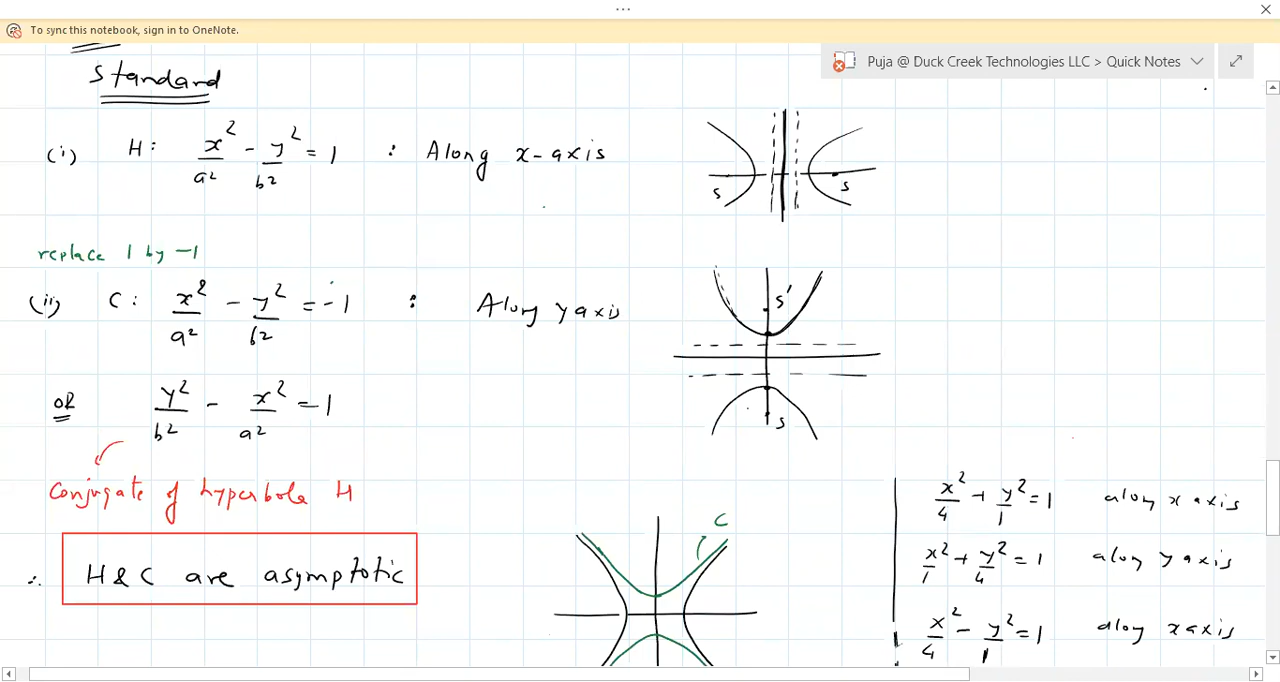 To sync this notebook, sign in to OneNote.
Puja @ Duck Creek Technologies LLC > Quick Notes
standard
(i) H: x²/a² - y²/b² = 1 : Along x-axis
S S
replace 1 by -1
(ii) C: x²/a² - y²/b² = -1 : Along y axis
S'
OR y²/b² - x²/a² = 1
S
Conjugate of hyperbola H
∴ H & C are asymptotic
C
x²/4 + y²/1 = 1 along x axis
x²/1 + y²/4 = 1 along y axis
x²/4 - y²/1 = 1 along x axis